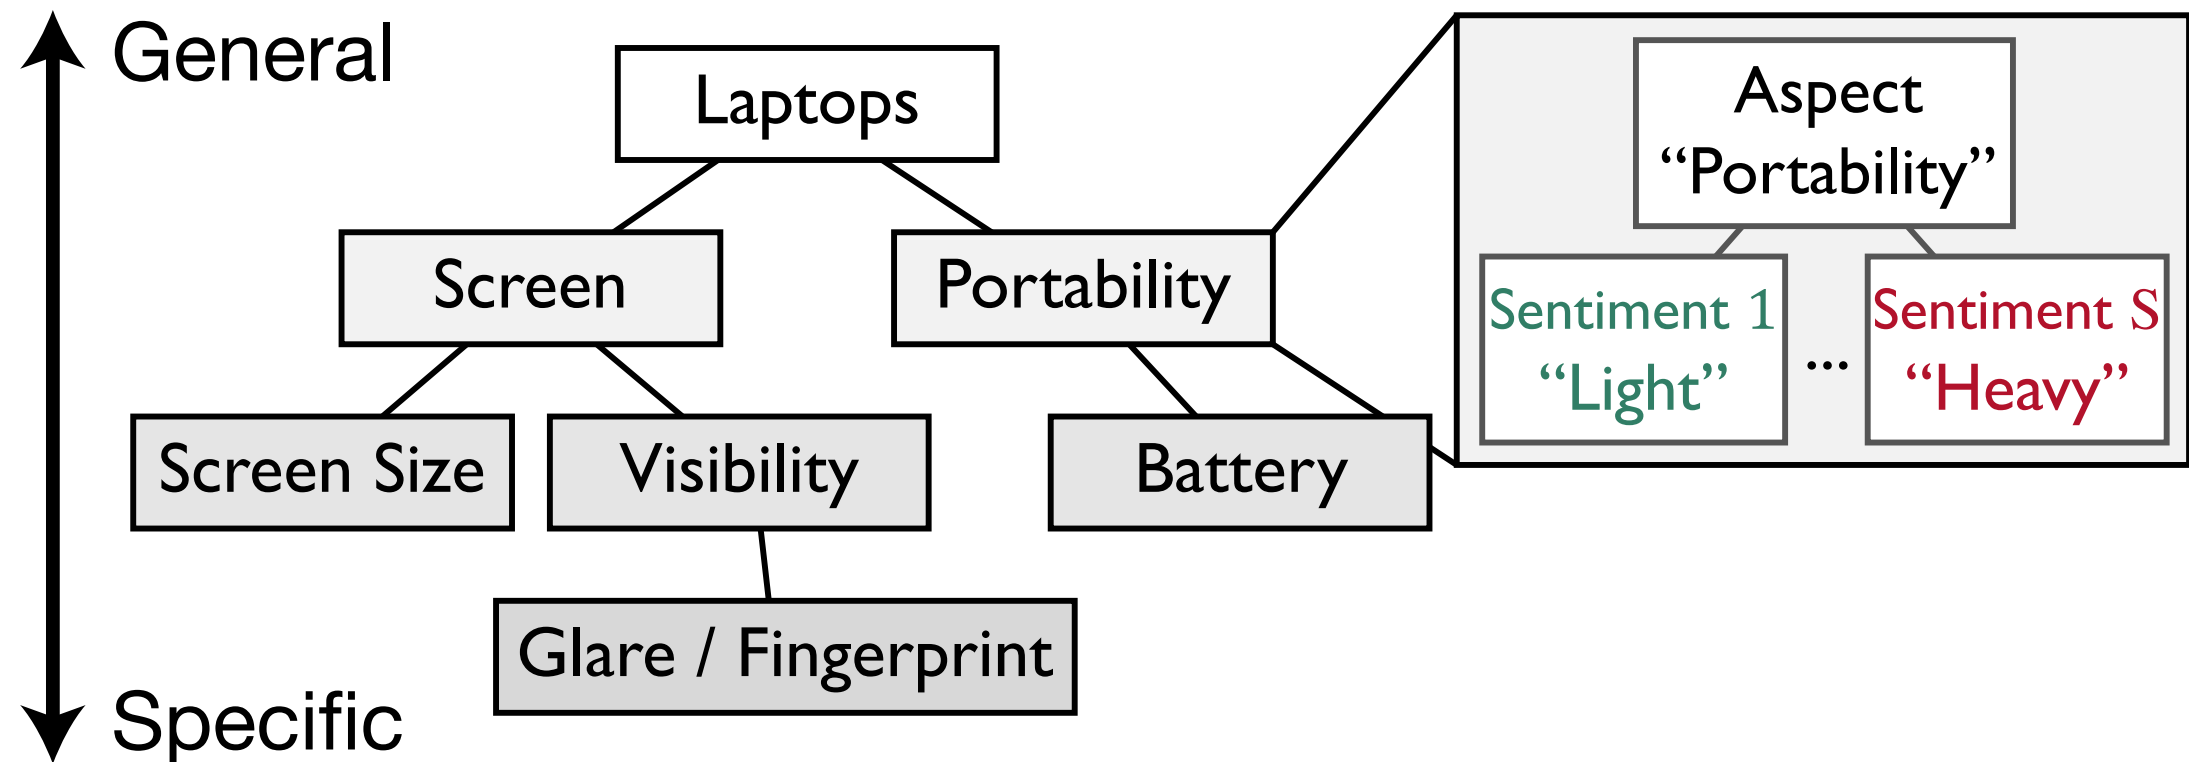 General
Laptops
Aspect
“Portability”
Screen
Portability
Sentiment 1
“Light”
...
Sentiment S
“Heavy”
Screen Size
Visibility
Battery
Glare / Fingerprint
Specific